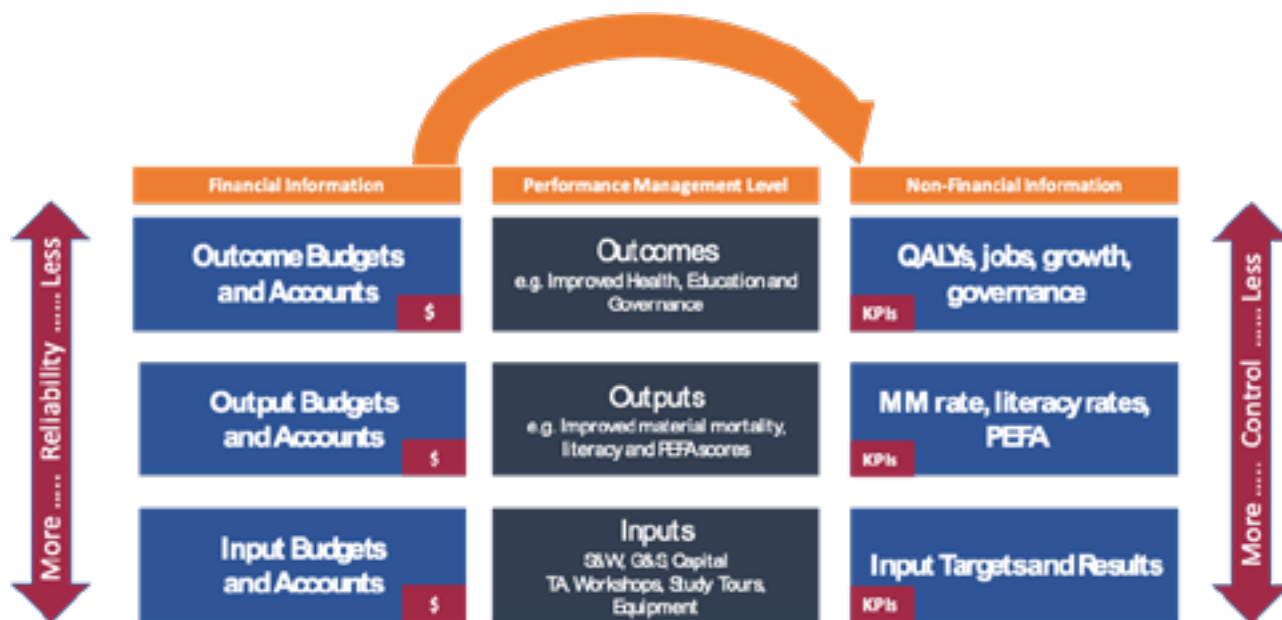 Financial Information
Performance Management Level
Non-Financial Information
More ..... Reliability ...... Less
Outcome Budgets
and Accounts
$
Outcomes
e.g. Improved Health, Education and
Governance
QALYs, jobs, growth,
governance
KPIs
More ..... Control ...... Less
Output Budgets
and Accounts
$
Outputs
e.g. Improved material mortality,
literacy and PEFA scores
MM rate, literacy rates,
PEFA
KPIs
Input Budgets
and Accounts
$
Inputs
S&W, G&S, Capital
TA, Workshops, Study Tours,
Equipment
Input Targets and Results
KPIs